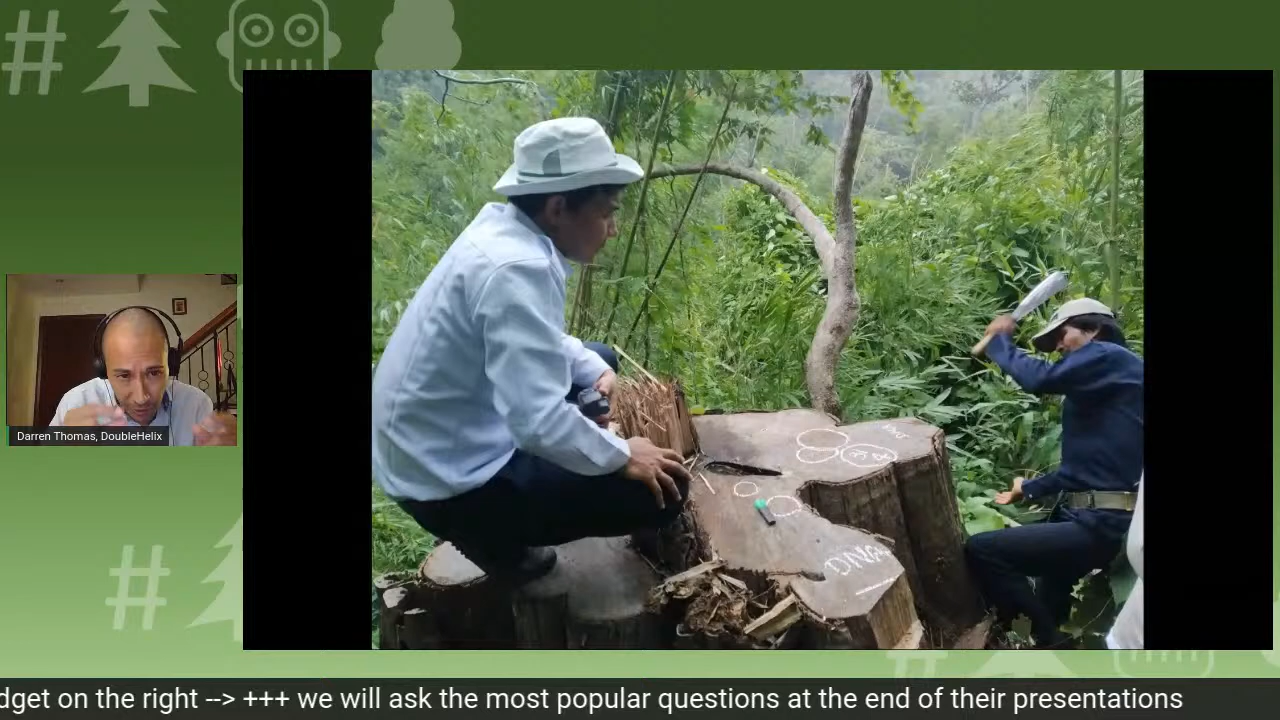 DNA
Darren Thomas, DoubleHelix
dget on the right --> +++ we will ask the most popular questions at the end of their presentations